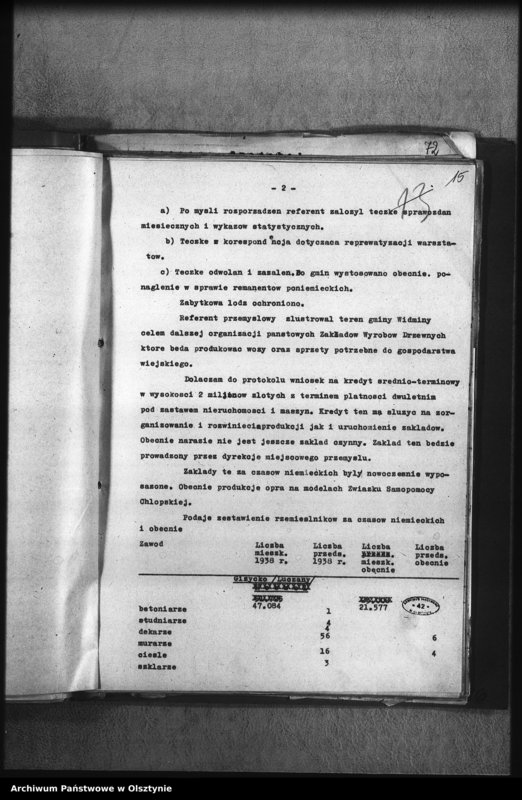 72
15
- 2 -
a) Po mysli rozporzadzen referent zalozyl teczke sprawozdan
miesiecznych i wykazow statystycznych.
b) Teczke z korespondencja dotyczaca reprewatyzacji warszta-
tow.
c) Teczke odwolan i zazalen. Do gmin wystosowano obecnie. po-
naglenie w sprawie remanentow poniemieckich.
Zabytkowa lodz ochroniono.
Referent przemyslowy zlustrowal teren gminy Widminy
celem dalszej organizacji panstowych Zakladow Wyrobow Drzewnych
ktore beda produkowac wozy oraz sprzety potrzebne do gospodarstwa
wiejskiego.
Dolaczam do protokolu wniosek na kredyt srednio-terminowy
w wysokosci 2 milionow zlotych z terminem platnosci dwuletnim
pod zastawem nieruchomosci i maszyn. Kredyt ten ma sluzyc na zor-
ganizowanie i rozwinieciaprodukcji jak i uruchomienie zakladow.
Obecnie narazie nie jest jeszcze zaklad czynny. Zaklad ten bedzie
prowadzony przez dyrekcje miejscowego przemyslu.
Zaklady te za czasow niemieckich byly nowoczesnie wypo-
sazone. Obecnie produkcje opra na modelach Zwiazku Samopomocy
Chlopskiej.
Podaje zestawienie rzemieslnikow za czasow niemieckich
i obecnie
Zawod Liczba Liczba Liczba Liczba
mieszk. przeds. przeds. przeds.
1938 r. 1938 r. mieszk. obecnie
obecnie
Gizycko /Luczany/
47.084 21.577
42
betoniarze 1
studniarze 4
dekarze 4
murarze 56 6
ciesle 16 4
szklarze 3
Archiwum Państwowe w Olsztynie